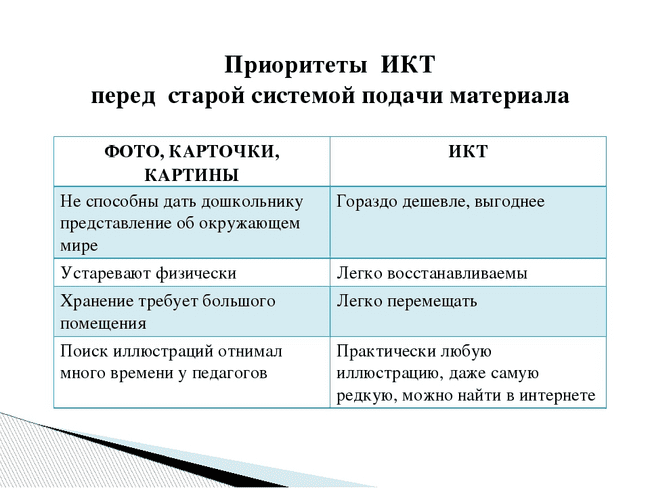 Приоритеты ИКТ
перед старой системой подачи материала
ФОТО, КАРТОЧКИ,
КАРТИНЫ
ИКТ
Не способны дать дошкольнику
представление об окружающем
мире
Гораздо дешевле, выгоднее
Устаревают физически
Легко восстанавливаемы
Хранение требует большого
помещения
Легко перемещать
Поиск иллюстраций отнимал
много времени у педагогов
Практически любую
иллюстрацию, даже самую
редкую, можно найти в интернете